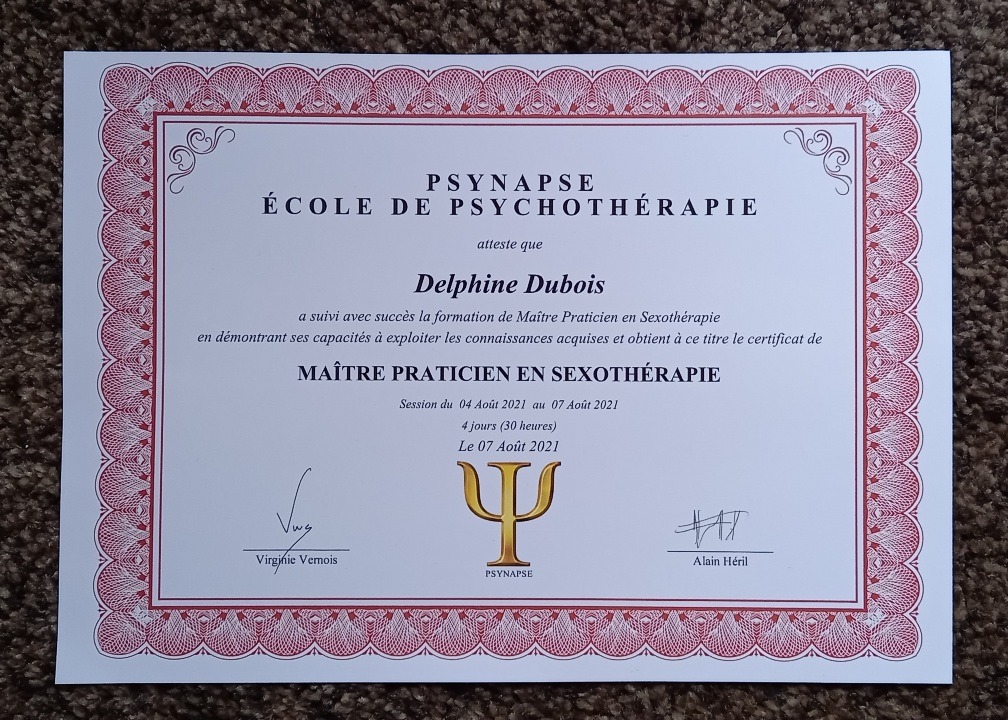 PSYNAPSE
ÉCOLE DE PSYCHOTHÉRAPIE
atteste que
Delphine Dubois
a suivi avec succès la formation de Maître Praticien en Sexothérapie
en démontrant ses capacités à exploiter les connaissances acquises et obtient à ce titre le certificat de
MAÎTRE PRATICIEN EN SEXOTHÉRAPIE
Session du 04 Août 2021 au 07 Août 2021
4 jours (30 heures)
Le 07 Août 2021
Virginie Vernois
PSYNAPSE
Alain Héril